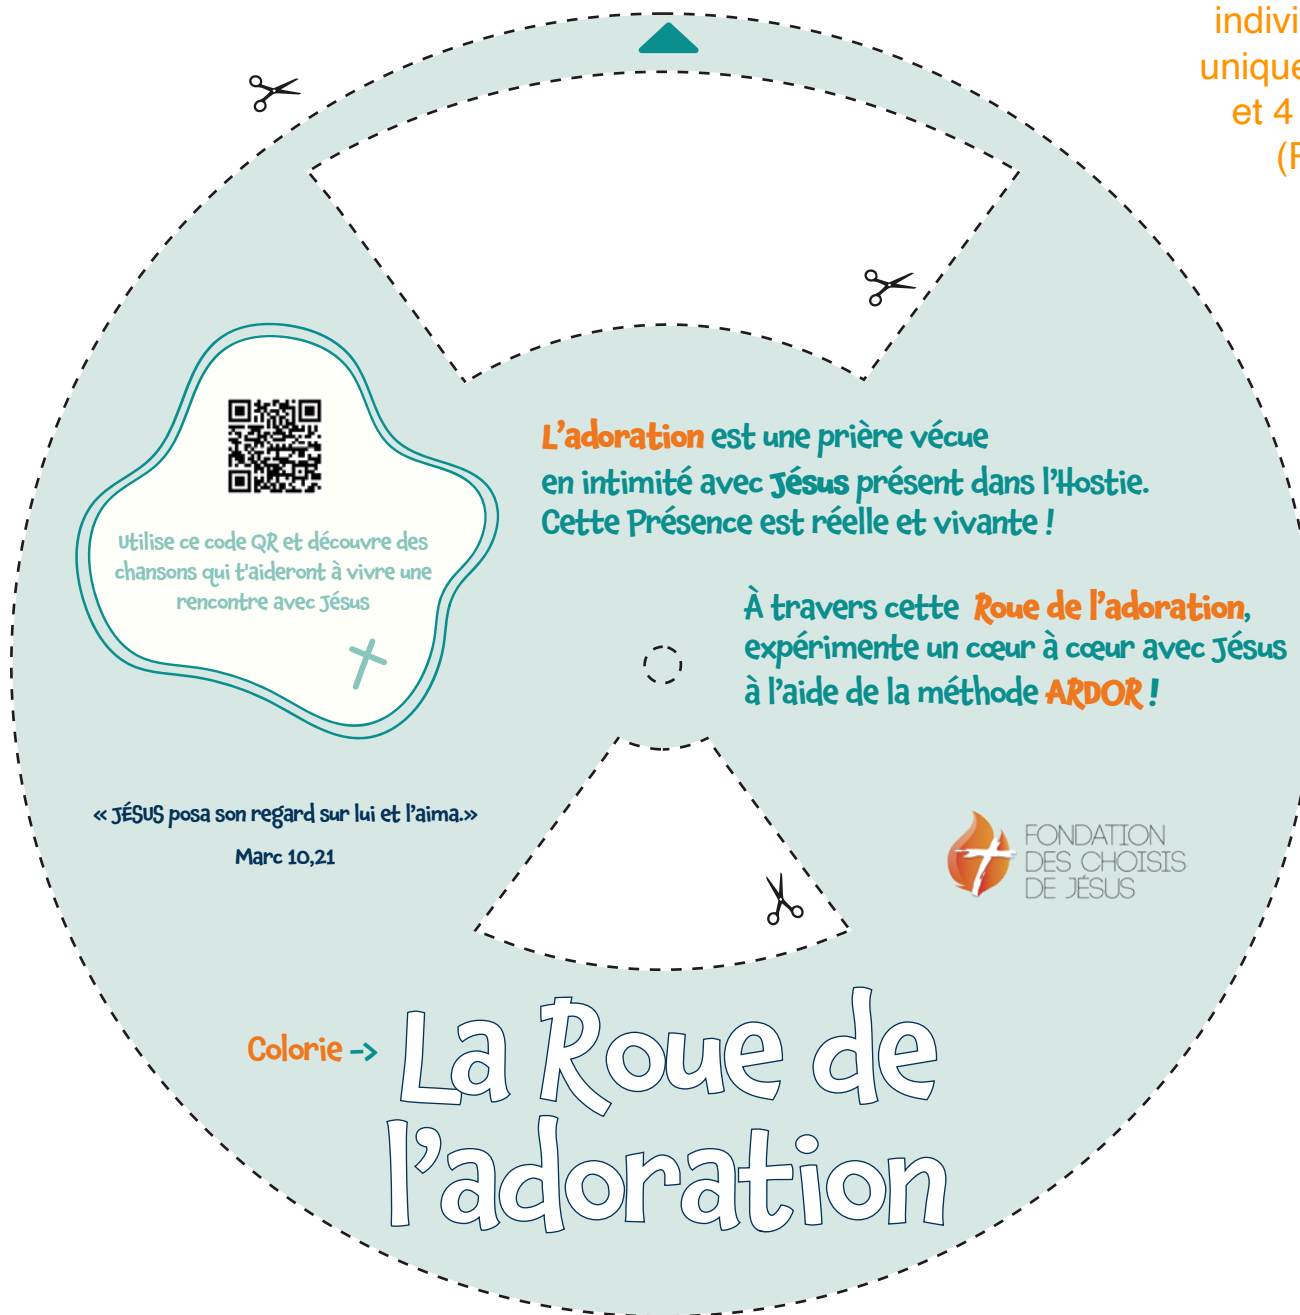 et 4
L'adoration est une prière vécue
en intimité avec Jésus présent dans l'Hostie.
Cette Présence est réelle et vivante !
Utilise ce code QR et découvre des
chansons qui t'aideront à vivre une
rencontre avec Jésus
À travers cette Roue de l'adoration,
expérimente un cœur à cœur avec Jésus
à l'aide de la méthode ARDOR !
« JÉSUS posa son regard sur lui et l'aima.»
Marc 10,21
FONDATION
DES CHOISIS
DE JÉSUS
Colorie ->
La Roue de
l'adoration